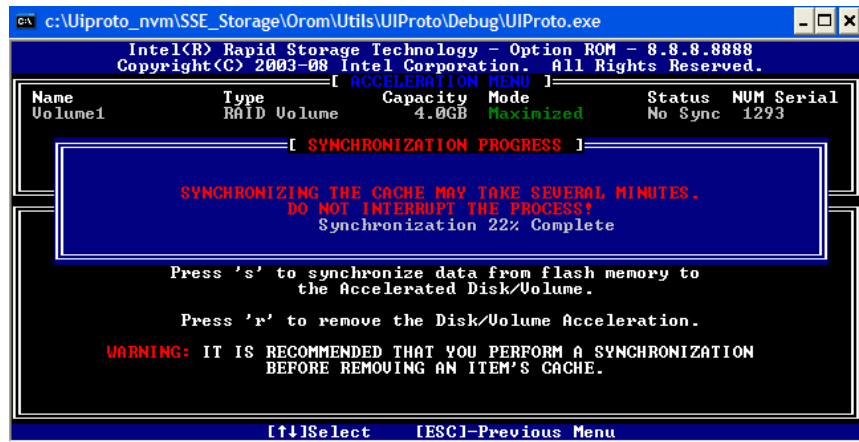 c:\Uiproto_nvm\SSE_Storage\Orom\Utils\UIProto\Debug\UIProto.exe
Intel(R) Rapid Storage Technology - Option ROM - 8.8.8.8888
Copyright(C) 2003-08 Intel Corporation. All Rights Reserved.
[ ACCELERATION MENU ]
Name Type Capacity Mode Status NVM Serial
Volume1 RAID Volume 4.0GB Maximized No Sync 1293
[ SYNCHRONIZATION PROGRESS ]
SYNCHRONIZING THE CACHE MAY TAKE SEVERAL MINUTES.
DO NOT INTERRUPT THE PROCESS!
Synchronization 22% Complete
Press 's' to synchronize data from flash memory to
the Accelerated Disk/Volume.
Press 'r' to remove the Disk/Volume Acceleration.
WARNING: IT IS RECOMMENDED THAT YOU PERFORM A SYNCHRONIZATION
BEFORE REMOVING AN ITEM'S CACHE.
[↑↓]Select [ESC]-Previous Menu